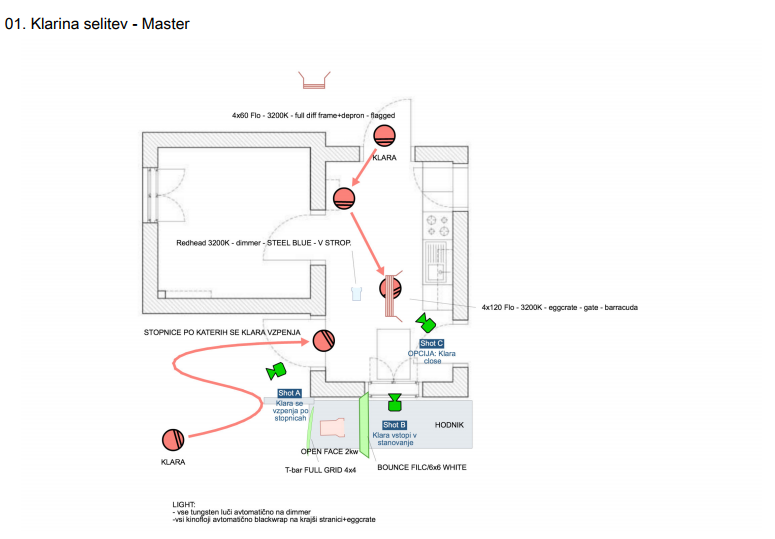 01. Klarina selitev - Master
4x60 Flo - 3200K - full diff frame+depron - flagged
KLARA
Redhead 3200K - dimmer - STEEL BLUE - V STROP.
4x120 Flo - 3200K - eggcrate - gate - barracuda
STOPNICE PO KATERIH SE KLARA VZPENJA
Shot C
OPCIJA: Klara
close
Shot A
Klara se
vzpenja po
stopnicah
Shot B
Klara vstopi v
stanovanje
HODNIK
OPEN FACE 2kw
KLARA
T-bar FULL GRID 4x4
BOUNCE FILC/6x6 WHITE
LIGHT:
- vse tungsten luči avtomatično na dimmer
-vsi kinofloji avtomatično blackwrap na krajši stranici+eggcrate